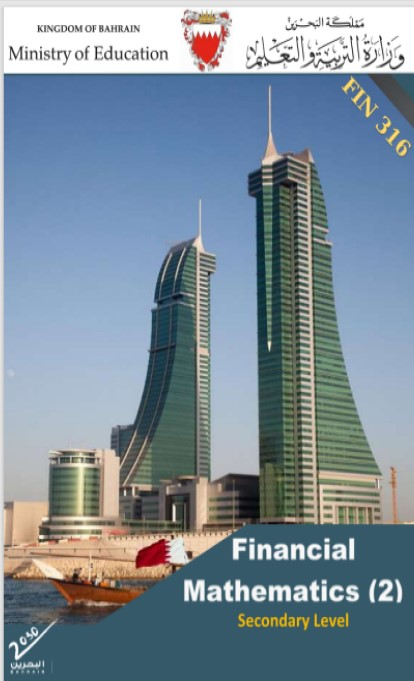 KINGDOM OF BAHRAIN
Ministry of Education
مملكة البحرين
وزارة التربية والتعليم
FIN 316
Financial
Mathematics (2)
Secondary Level
2030
البحرين
BAHRAIN